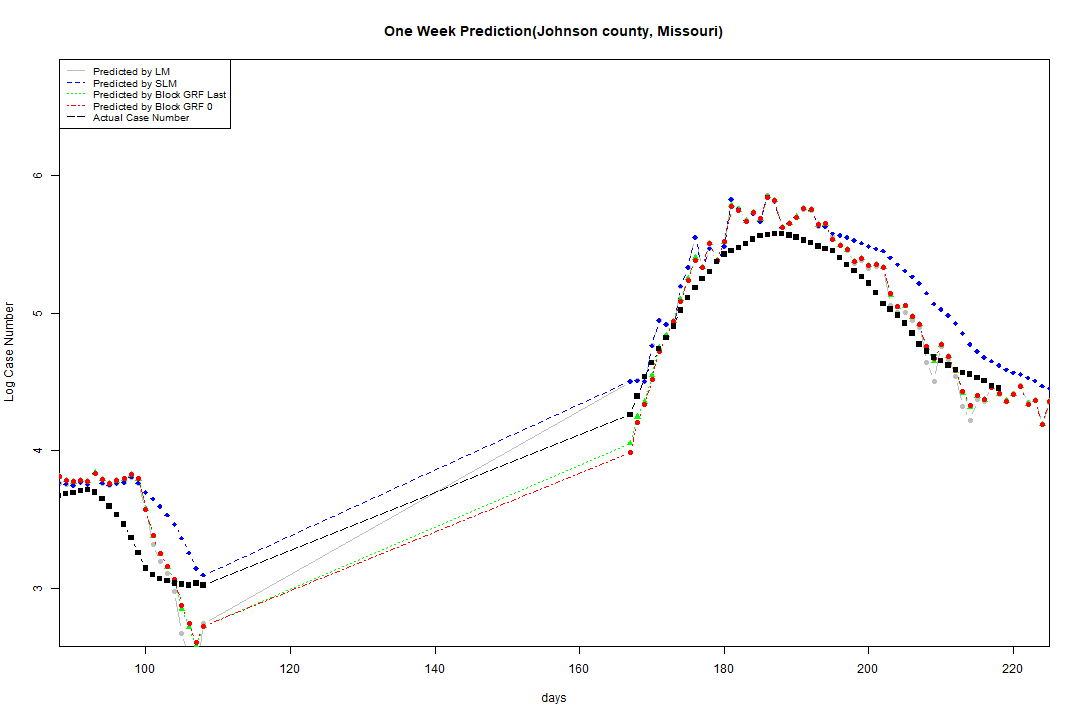 One Week Prediction(Johnson county, Missouri)
Predicted by LM
Predicted by SLM
Predicted by Block GRF Last
Predicted by Block GRF 0
Actual Case Number
6
5
4
3
Log Case Number
100 120 140 160 180 200 220
days